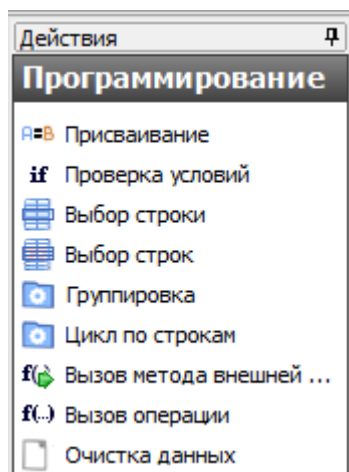 Действия
Программирование
A=B Присваивание
if Проверка условий
Выбор строки
Выбор строк
Группировка
Цикл по строкам
f( Вызов метода внешней ...
f(..) Вызов операции
Очистка данных